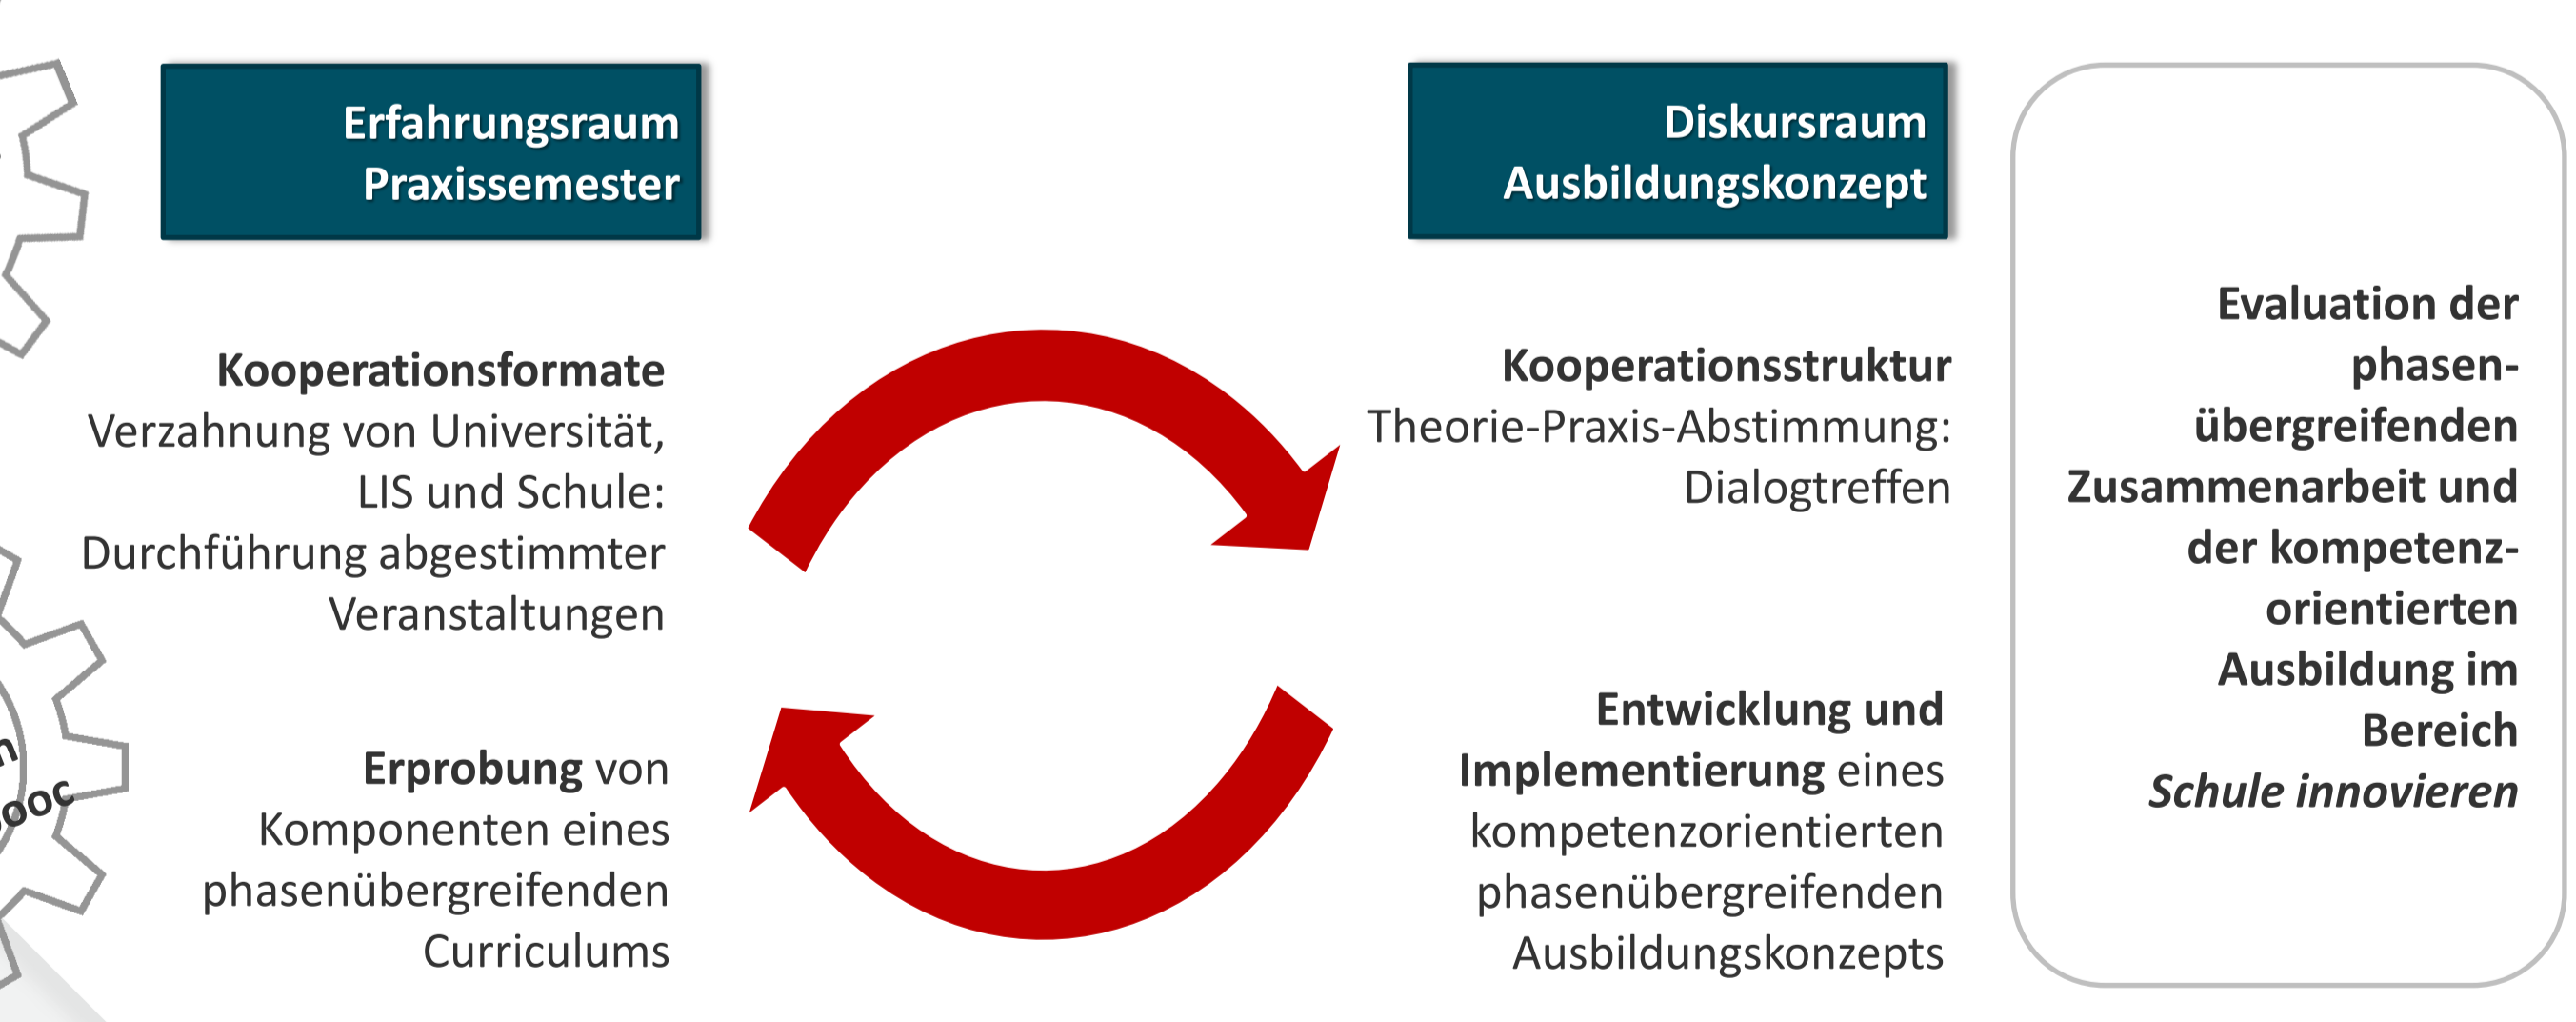 Erfahrungsraum
Praxissemester
Kooperationsformate
Verzahnung von Universität,
LIS und Schule:
Durchführung abgestimmter
Veranstaltungen
Erprobung von
Komponenten eines
phasenübergreifenden
Curriculums
Diskursraum
Ausbildungskonzept
Kooperationsstruktur
Theorie-Praxis-Abstimmung:
Dialogtreffen
Entwicklung und
Implementierung eines
kompetenzorientierten
phasenübergreifenden
Ausbildungskonzepts
Evaluation der
phasen-
übergreifenden
Zusammenarbeit und
der kompetenz-
orientierten
Ausbildung im
Bereich
Schule innovieren